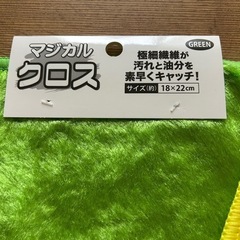 マジカル
クロス
GREEN
極細繊維が
汚れと油分を
素早くキャッチ!
サイズ(約) 18×22cm